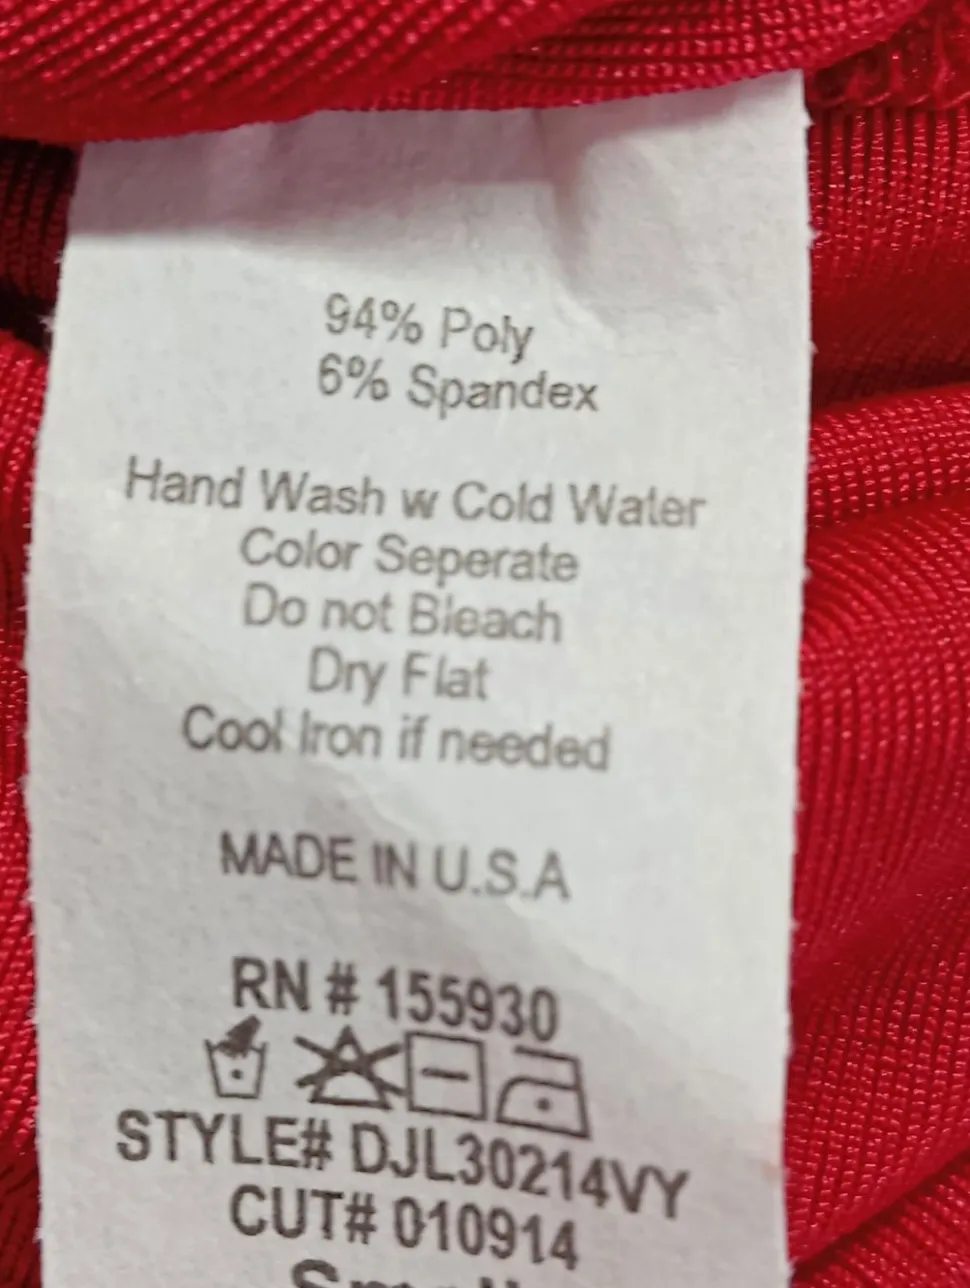 94% Poly
6% Spandex
Hand Wash w Cold Water
Color Seperate
Do not Bleach
Dry Flat
Cool Iron if needed
MADE IN U.S.A
RN # 155930
STYLE# DJL30214VY
CUT# 010914